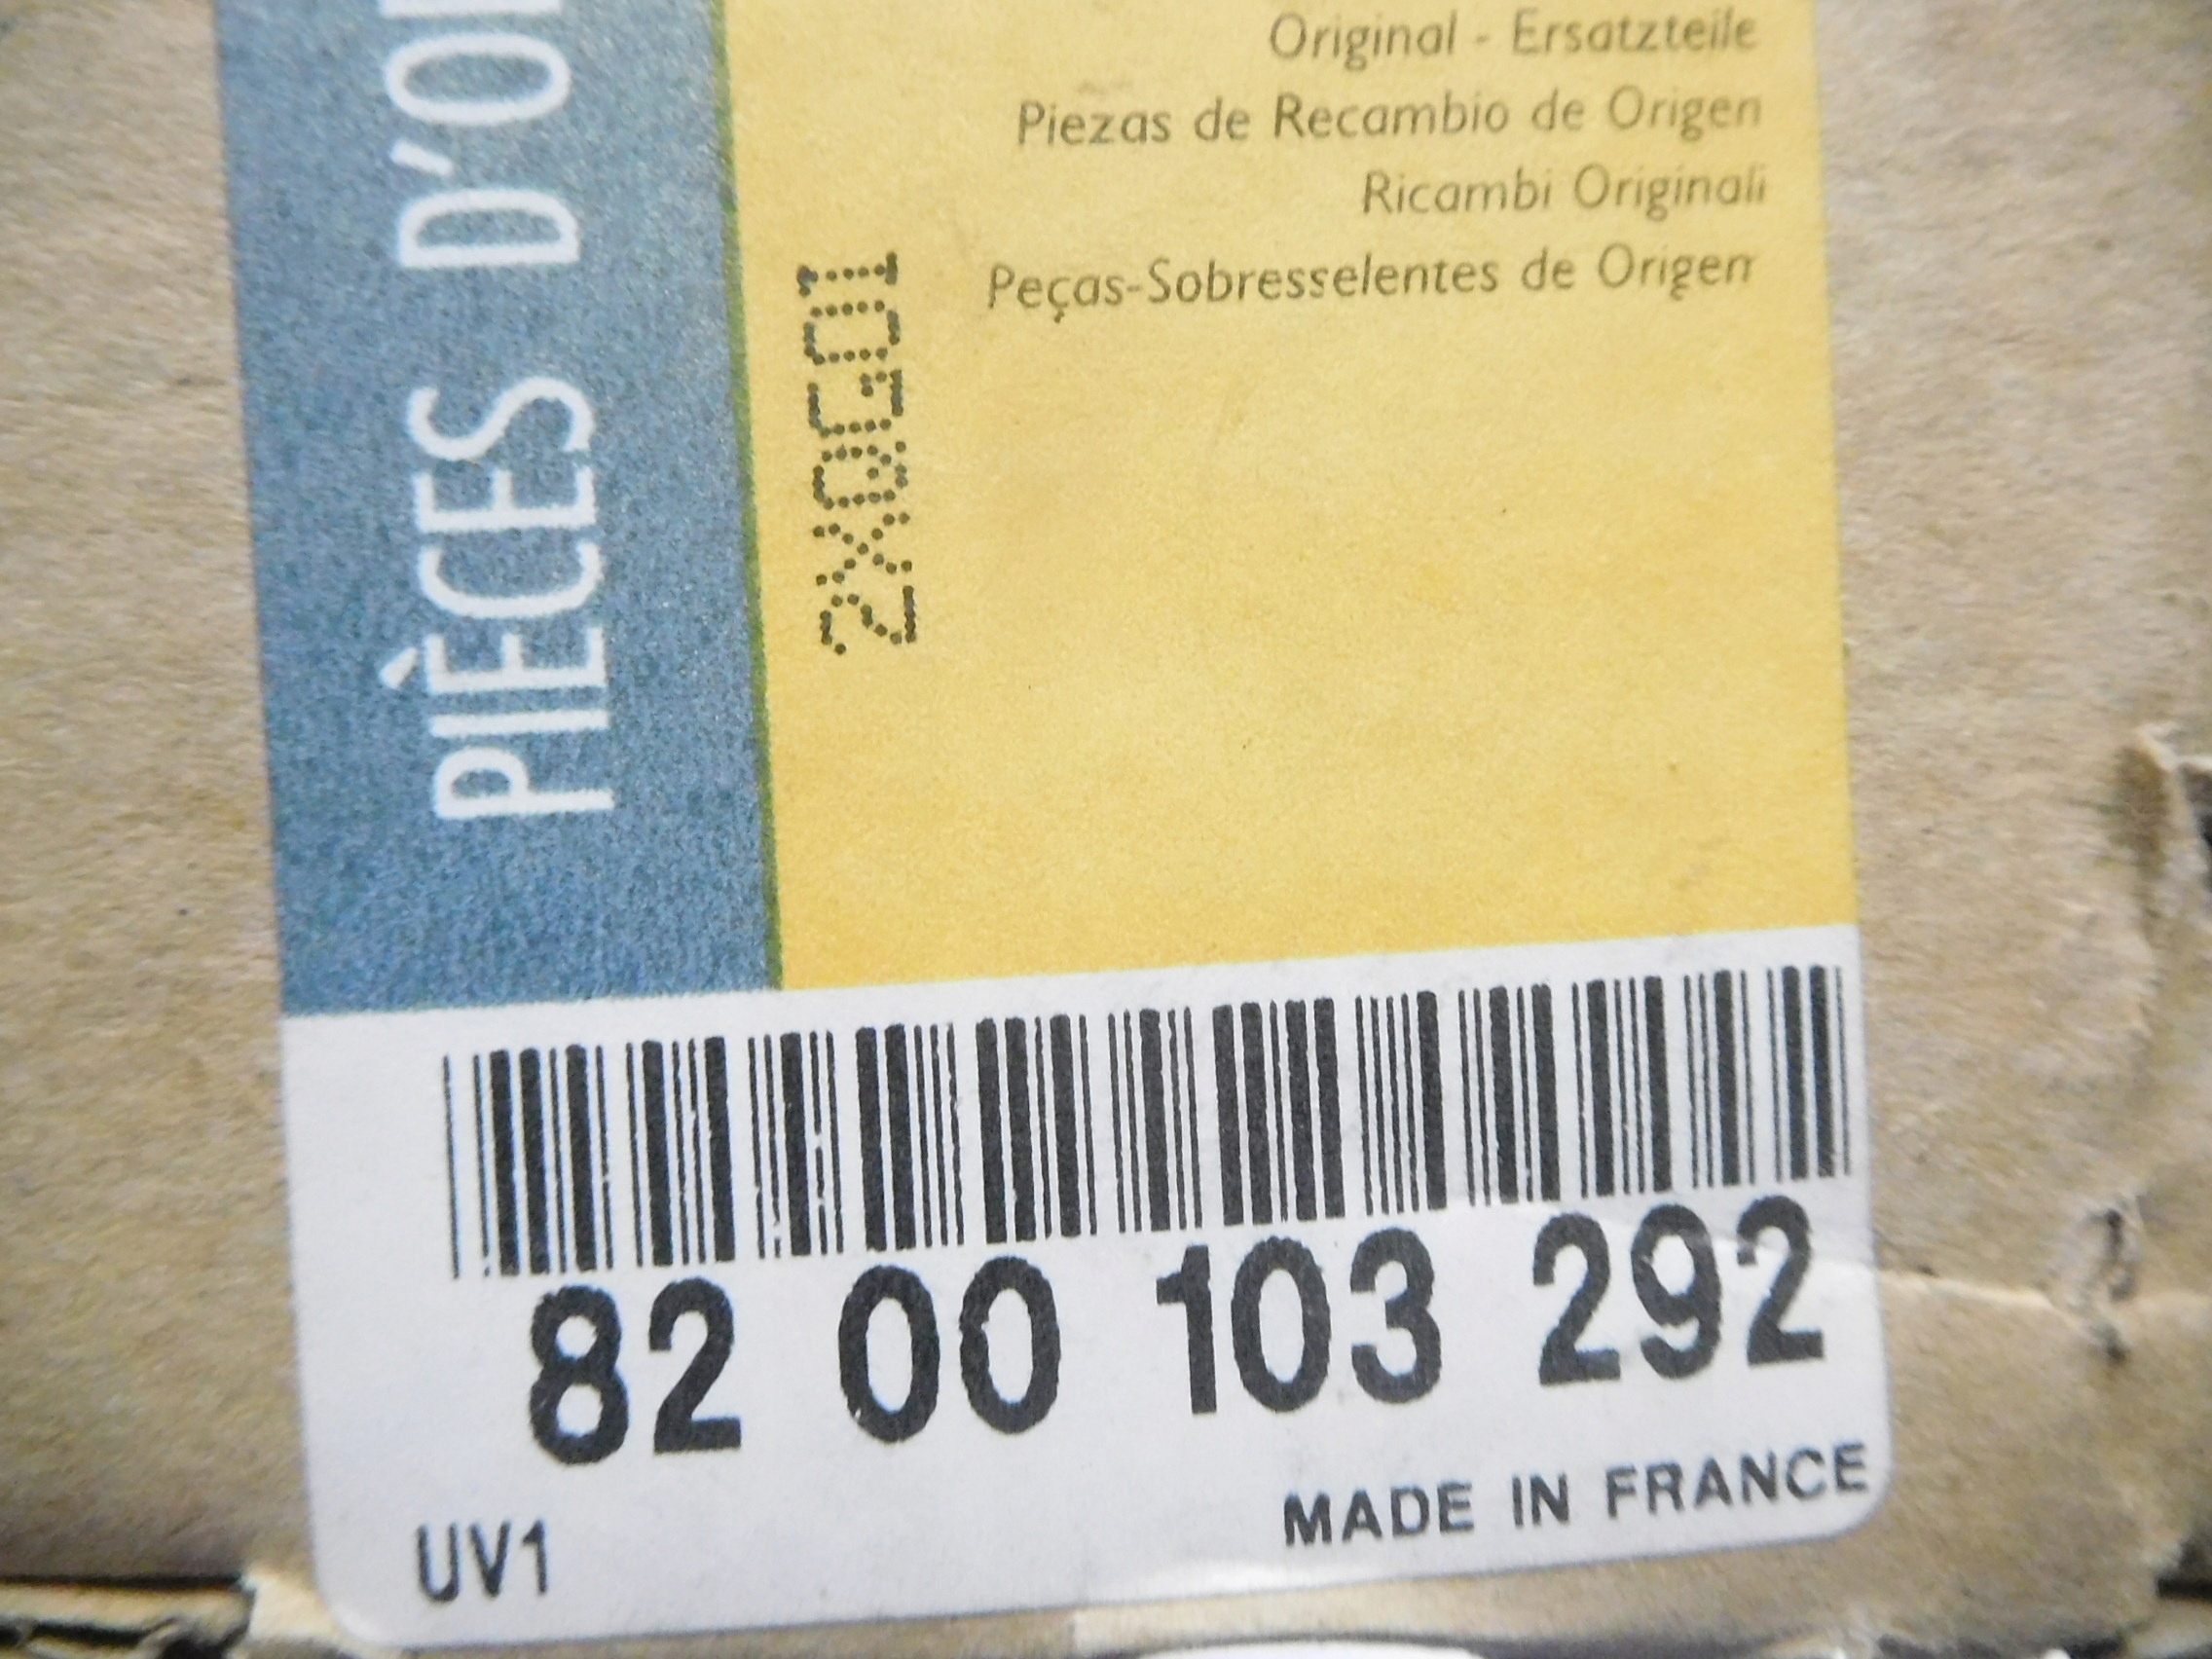 Original - Ersatzteile
Piezas de Recambio de Origen
Ricambi Originali
Peças-Sobresselentes de Origen
PIÈCES
2XQG01
82 00 103 292
UV1
MADE IN FRANCE